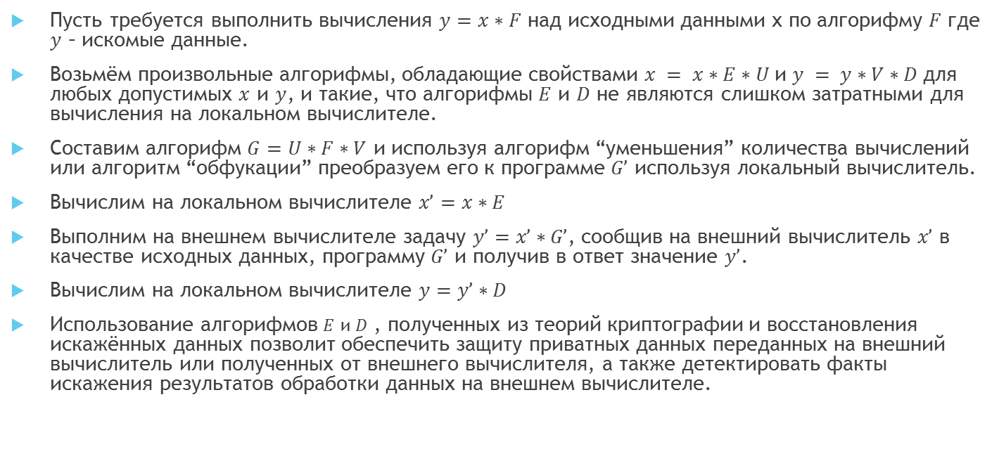 Пусть требуется выполнить вычисления y = x ∗ F над исходными данными x по алгорифму F где
y - искомые данные.
Возьмём произвольные алгорифмы, обладающие свойствами x = x ∗ E ∗ U и y = y ∗ V ∗ D для
любых допустимых x и y, и такие, что алгорифмы E и D не являются слишком затратными для
вычисления на локальном вычислителе.
Составим алгорифм G = U ∗ F ∗ V и используя алгорифм “уменьшения” количества вычислений
или алгоритм “обфукации” преобразуем его к программе G’ используя локальный вычислитель.
Вычислим на локальном вычислителе x’ = x ∗ E
Выполним на внешнем вычислителе задачу y’ = x’ ∗ G’, сообщив на внешний вычислитель x’ в
качестве исходных данных, программу G’ и получив в ответ значение y’.
Вычислим на локальном вычислителе y = y’ ∗ D
Использование алгорифмов E и D , полученных из теорий криптографии и восстановления
искажённых данных позволит обеспечить защиту приватных данных переданных на внешний
вычислитель или полученных от внешнего вычислителя, а также детектировать факты
искажения результатов обработки данных на внешнем вычислителе.